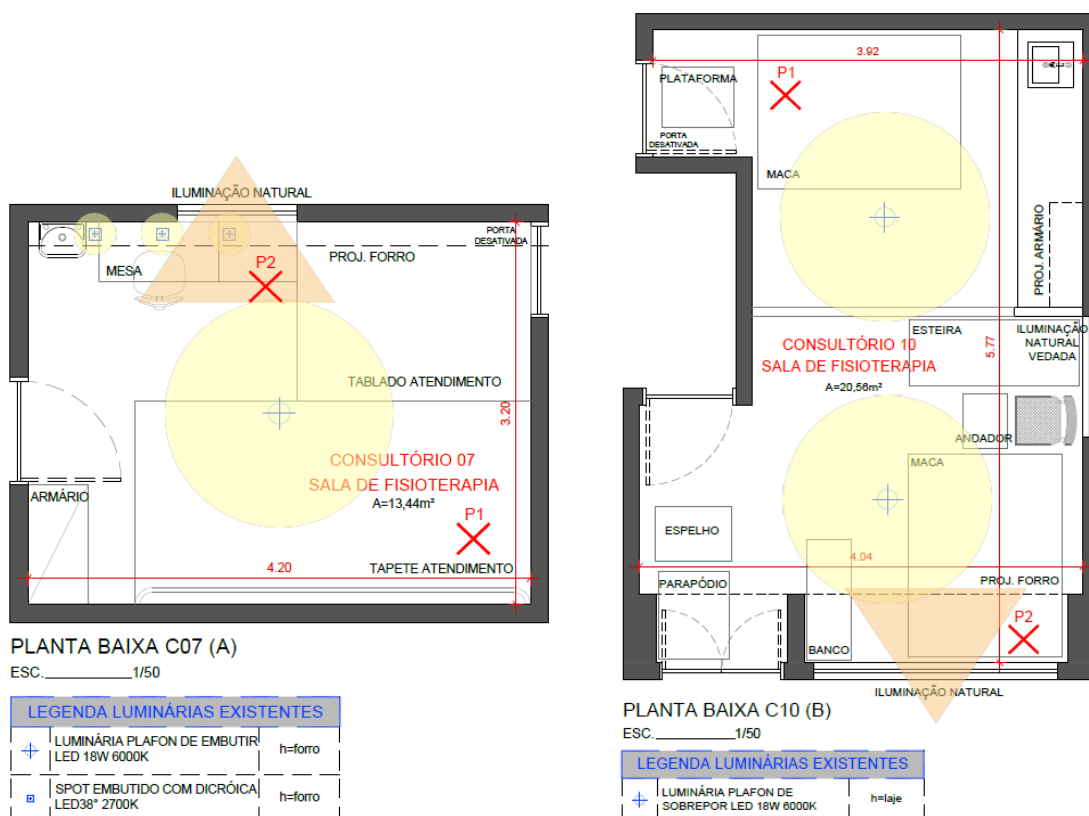 ILUMINAÇÃO NATURAL
PORTA
DESATIVADA
PROJ. FORRO
MESA
P2
TABLADO ATENDIMENTO
3.20
CONSULTÓRIO 07
SALA DE FISIOTERAPIA
A=13,44m²
ARMÁRIO
P1
4.20
TAPETE ATENDIMENTO
PLANTA BAIXA C07 (A)
ESC.__________1/50
LEGENDA LUMINÁRIAS EXISTENTES
LUMINÁRIA PLAFON DE EMBUTIR
LED 18W 6000K
h=forro
SPOT EMBUTIDO COM DICRÓICA
LED38° 2700K
h=forro
3.92
PLATAFORMA
P1
PORTA
DESATIVADA
MACA
PROJ. ARMÁRIO
ESTEIRA
ILUMINAÇÃO
NATURAL
VEDADA
CONSULTÓRIO 10
SALA DE FISIOTERAPIA
A=20,56m²
5.77
ANDADOR
MACA
ESPELHO
4.04
PARAPÓDIO
PROJ. FORRO
P2
BANCO
ILUMINAÇÃO NATURAL
PLANTA BAIXA C10 (B)
ESC.__________1/50
LEGENDA LUMINÁRIAS EXISTENTES
LUMINÁRIA PLAFON DE
SOBREPOR LED 18W 6000K
h=laje